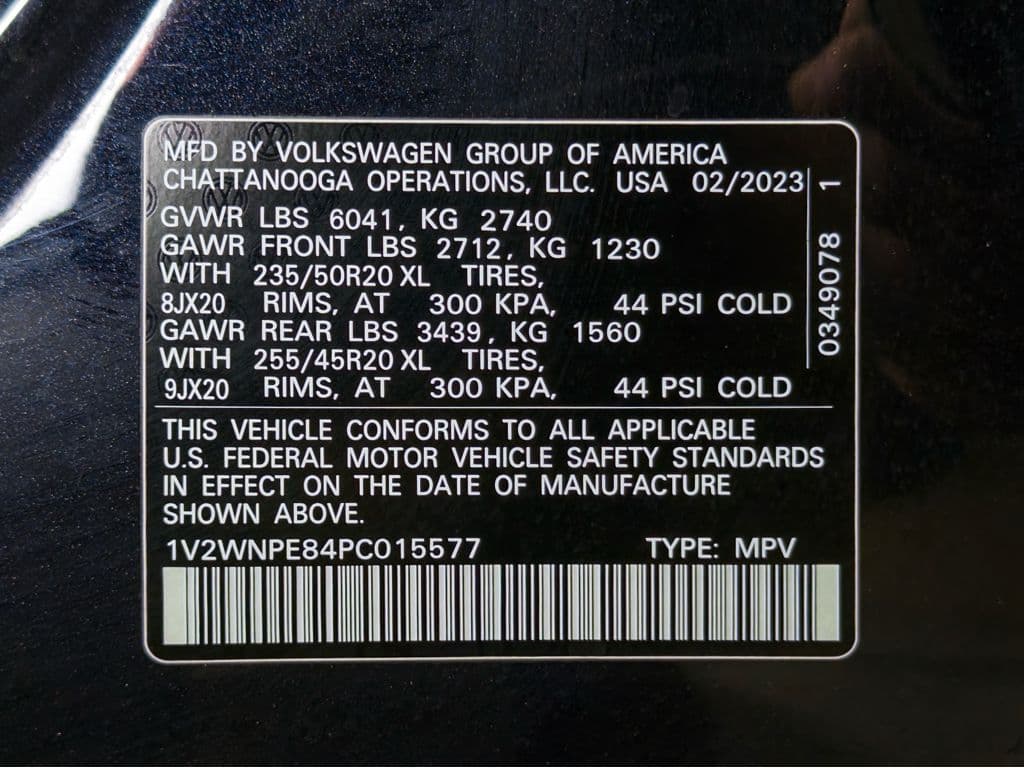 MFD BY VOLKSWAGEN GROUP OF AMERICA
CHATTANOOGA OPERATIONS, LLC. USA 02/2023
GVWR LBS 6041, KG 2740
GAWR FRONT LBS 2712, KG 1230
WITH 235/50R20 XL TIRES,
8JX20 RIMS, AT 300 KPA, 44 PSI COLD
GAWR REAR LBS 3439, KG 1560
WITH 255/45R20 XL TIRES,
9JX20 RIMS, AT 300 KPA, 44 PSI COLD
0349078 1
THIS VEHICLE CONFORMS TO ALL APPLICABLE
U.S. FEDERAL MOTOR VEHICLE SAFETY STANDARDS
IN EFFECT ON THE DATE OF MANUFACTURE
SHOWN ABOVE.
1V2WNPE84PC015577 TYPE: MPV